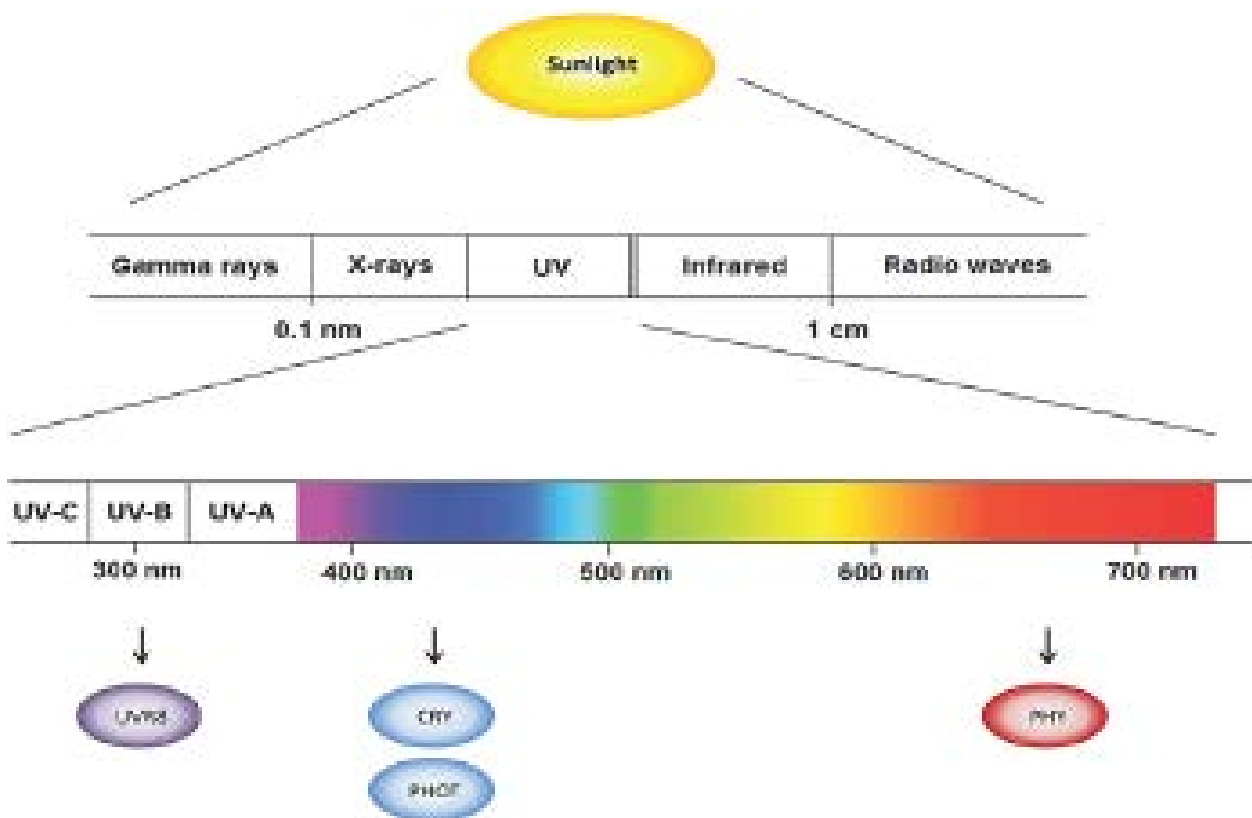 Sunlight
Gamma rays X-rays UV Infrared Radio waves
0.1 nm 1 cm
UV-C UV-B UV-A
300 nm 400 nm 500 nm 600 nm 700 nm
UVR8 CRY PHY
PHOT